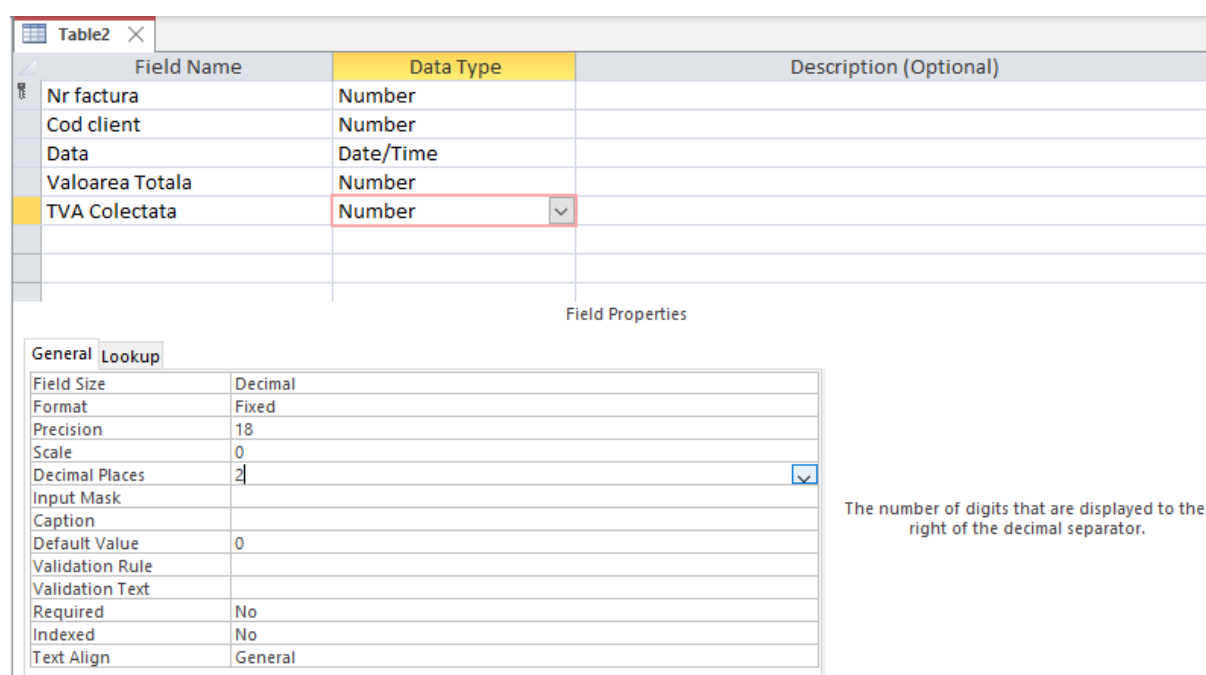 Table2
Field Name Data Type Description (Optional)
Nr factura Number
Cod client Number
Data Date/Time
Valoarea Totala Number
TVA Colectata Number
Field Properties
General Lookup
Field Size Decimal
Format Fixed
Precision 18
Scale 0
Decimal Places 2
Input Mask
Caption
Default Value 0
Validation Rule
Validation Text
Required No
Indexed No
Text Align General
The number of digits that are displayed to the
right of the decimal separator.